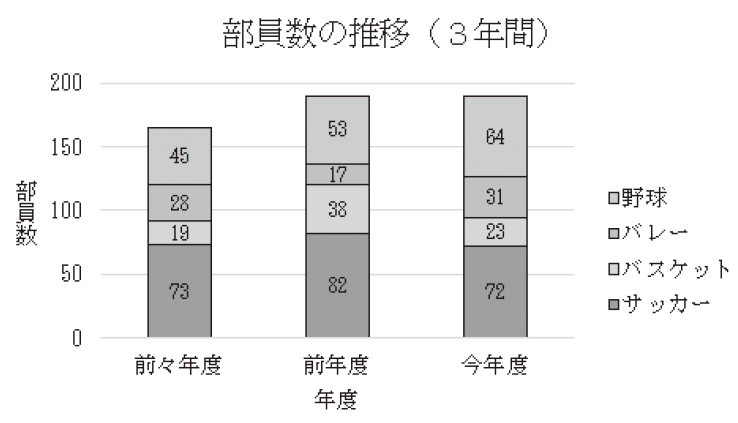 部員数の推移（３年間）
200
150
100
50
0
部員数
45
28
19
73
53
17
38
82
64
31
23
72
前々年度
前年度
今年度
年度
野球
バレー
バスケット
サッカー